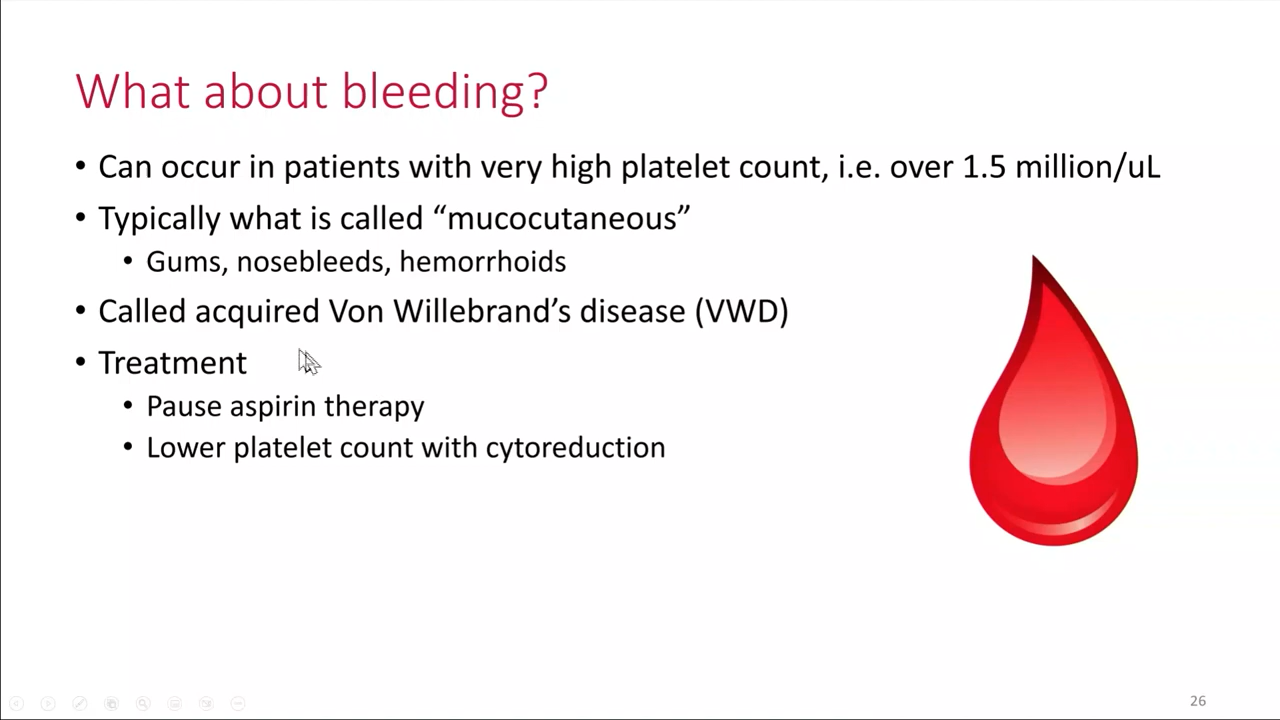 What about bleeding?
• Can occur in patients with very high platelet count, i.e. over 1.5 million/uL
• Typically what is called “mucocutaneous”
• Gums, nosebleeds, hemorrhoids
• Called acquired Von Willebrand’s disease (VWD)
• Treatment
• Pause aspirin therapy
• Lower platelet count with cytoreduction
26